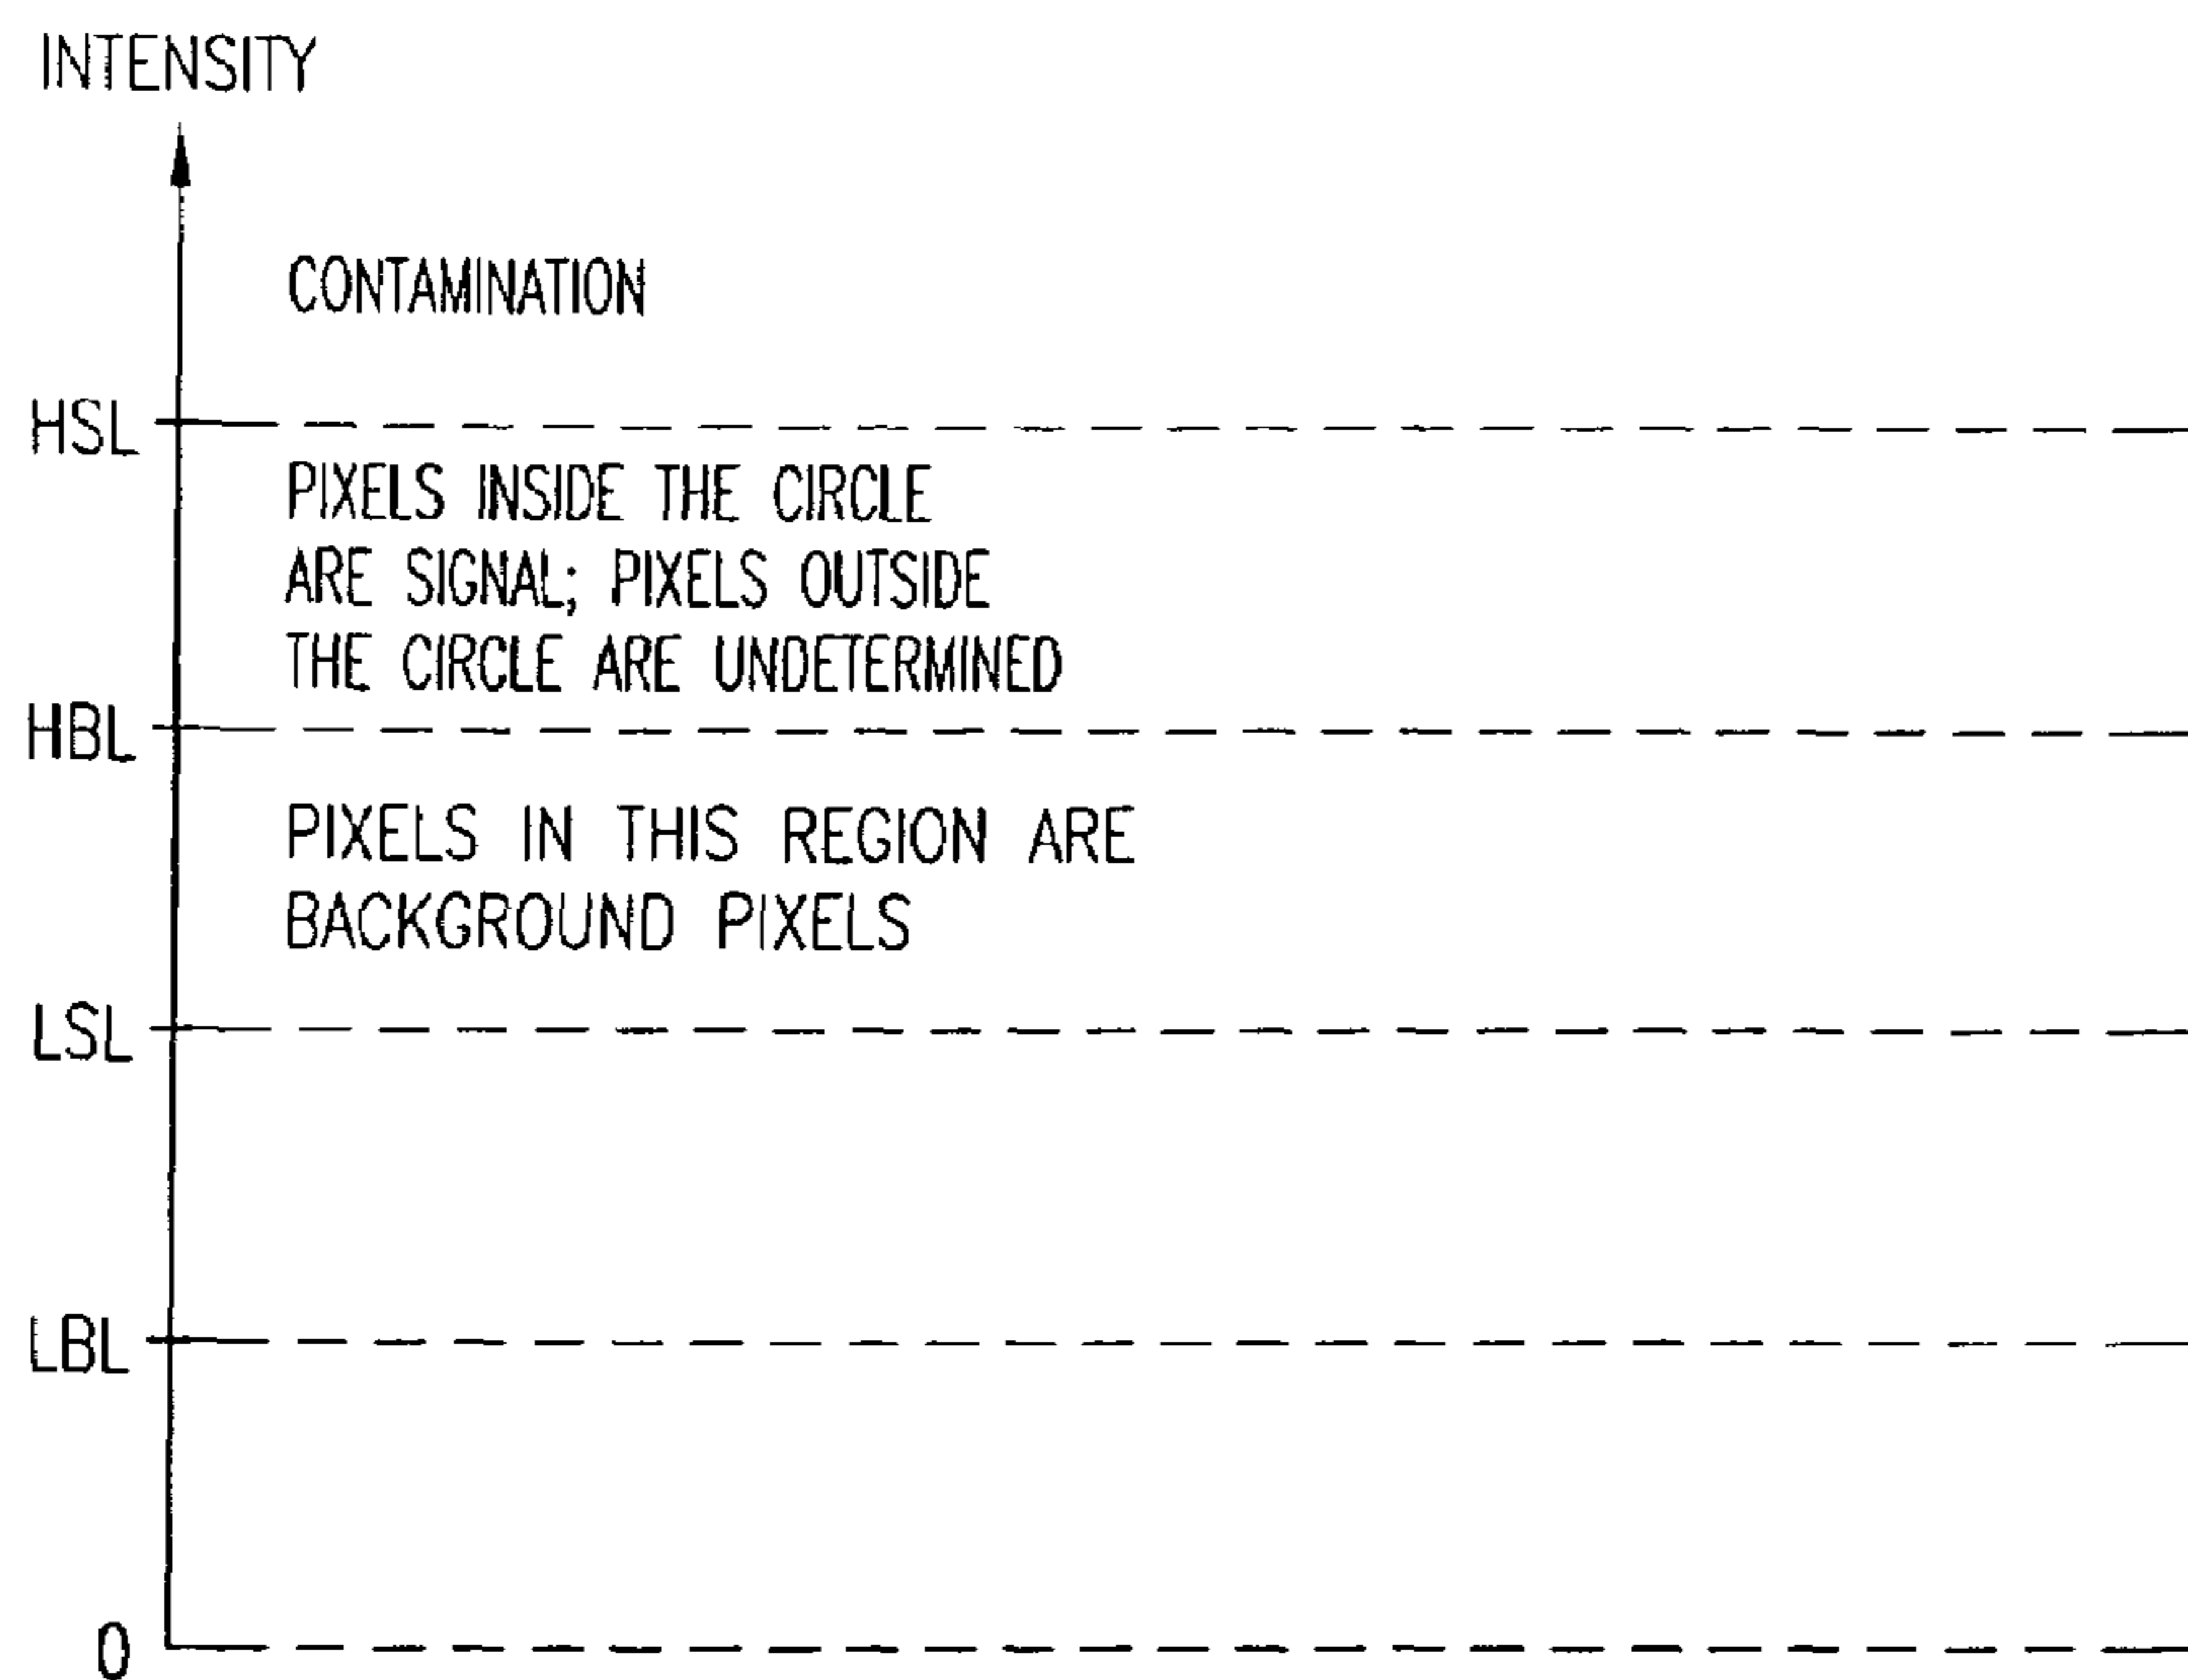 INTENSITY
CONTAMINATION
HSL
PIXELS INSIDE THE CIRCLE
ARE SIGNAL; PIXELS OUTSIDE
THE CIRCLE ARE UNDETERMINED
HBL
PIXELS IN THIS REGION ARE
BACKGROUND PIXELS
LSL
LBL
0